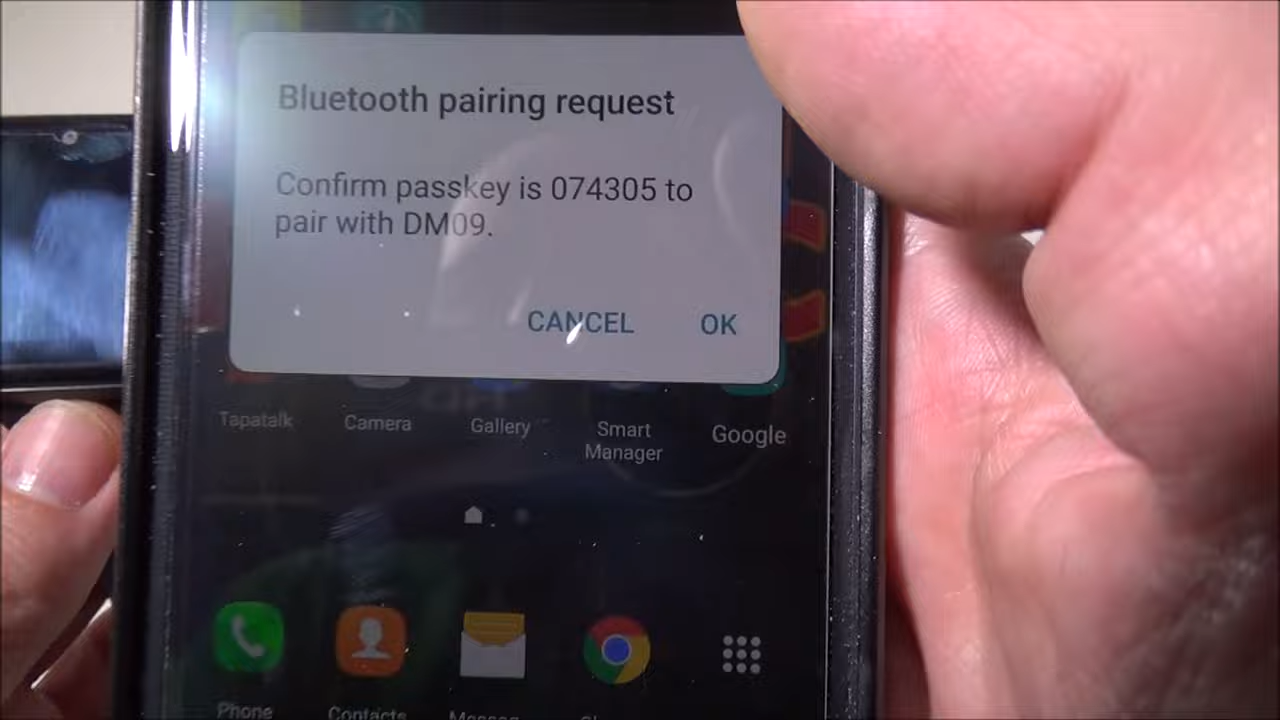 Bluetooth pairing request
Confirm passkey is 074305 to
pair with DM09.
CANCEL OK
Tapatalk Camera Gallery Smart Manager Google
Phone Contacts